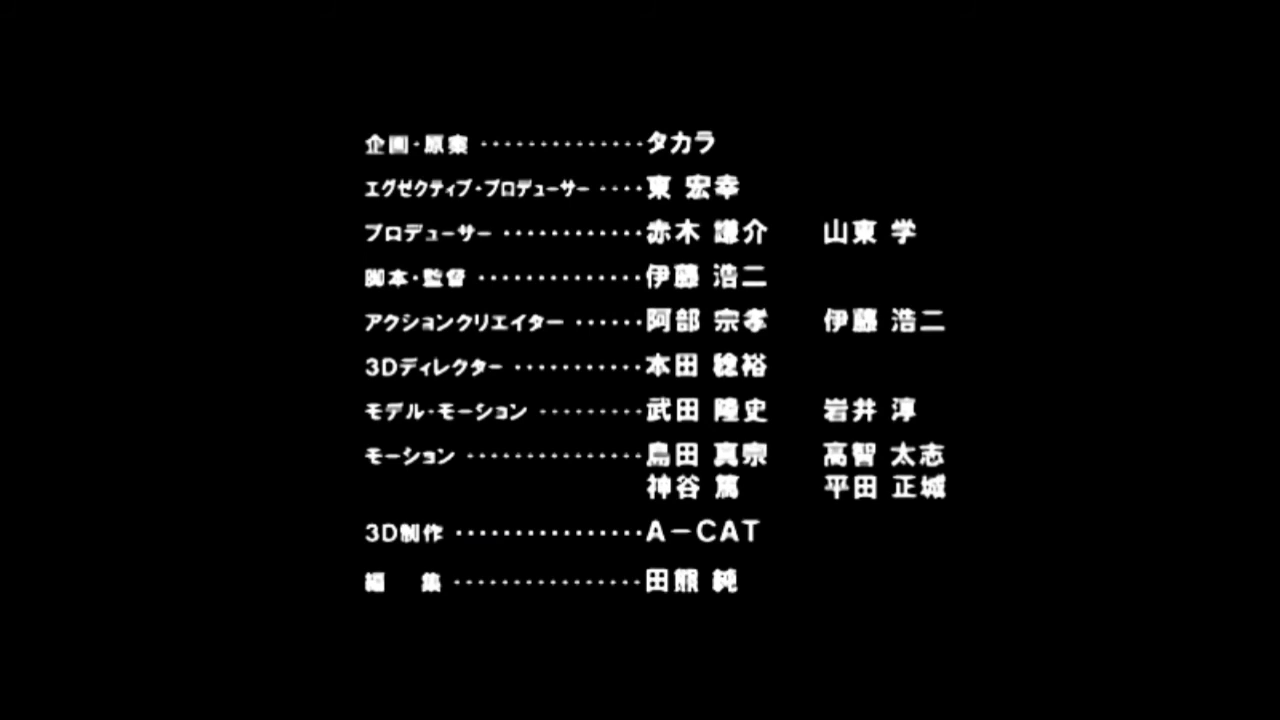 企画・原案 ・・・・・・・・・・・・・・タカラ
エグゼクティブ・プロデューサー ・・・・東 宏幸
プロデューサー ・・・・・・・・・・・・赤木 謙介 山東 学
脚本・監督 ・・・・・・・・・・・・・・伊藤 浩二
アクションクリエイター ・・・・・・阿部 宗孝 伊藤 浩二
3Dディレクター ・・・・・・・・・・・本田 稔裕
モデル・モーション ・・・・・・・・・武田 隆史 岩井 淳
モーション ・・・・・・・・・・・・・・・島田 真宗 高智 太志
神谷 篤 平田 正城
3D制作 ・・・・・・・・・・・・・・・・A－CAT
編 集 ・・・・・・・・・・・・・・・・田熊 純